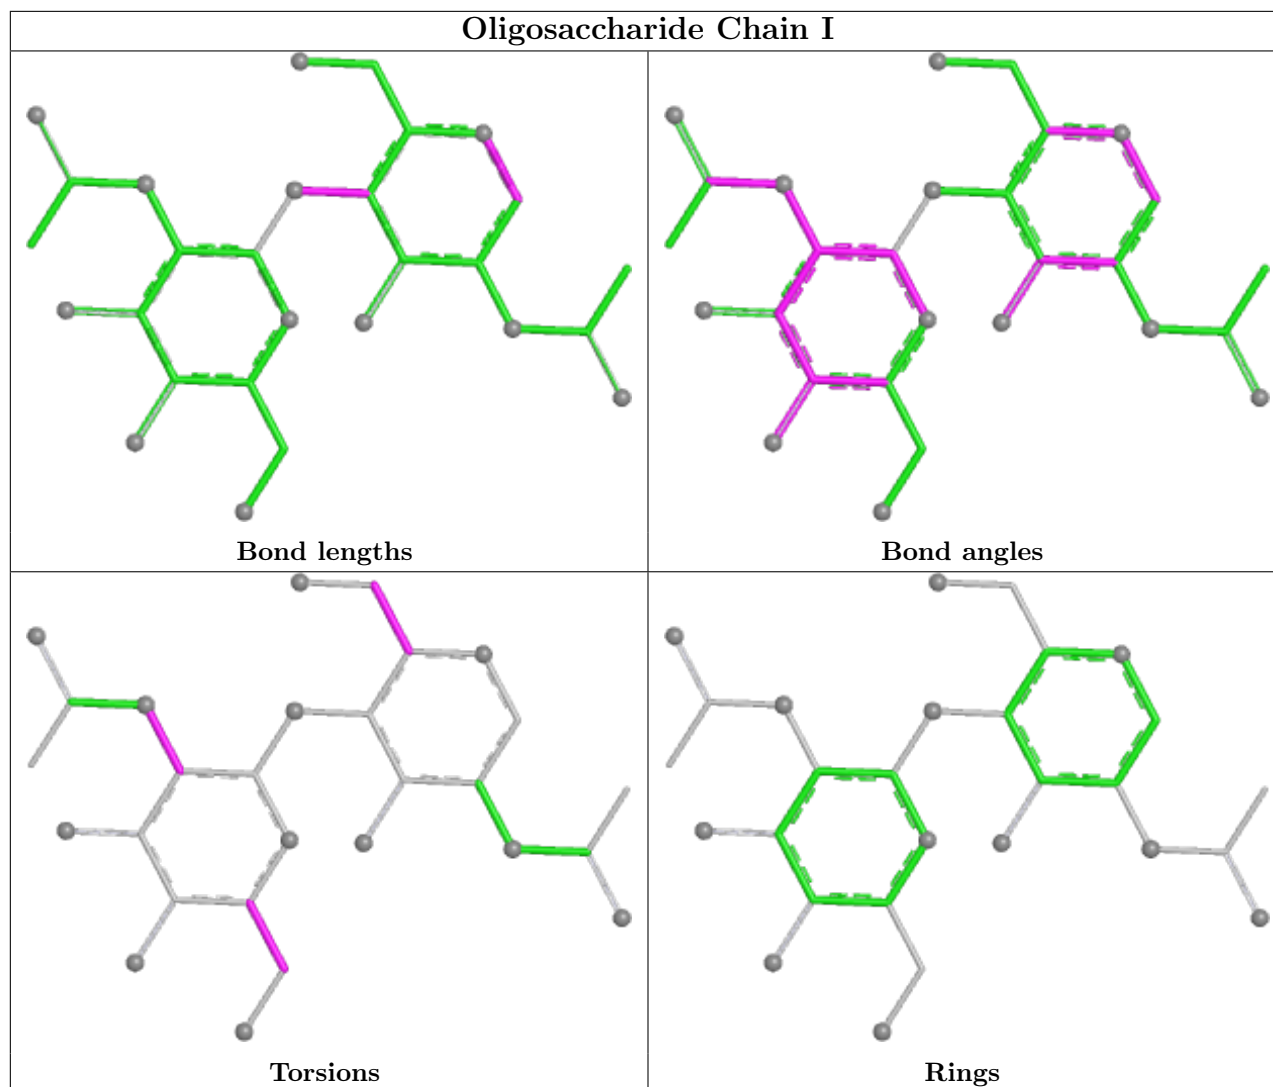 Oligosaccharide Chain I
Bond lengths
Bond angles
Torsions
Rings